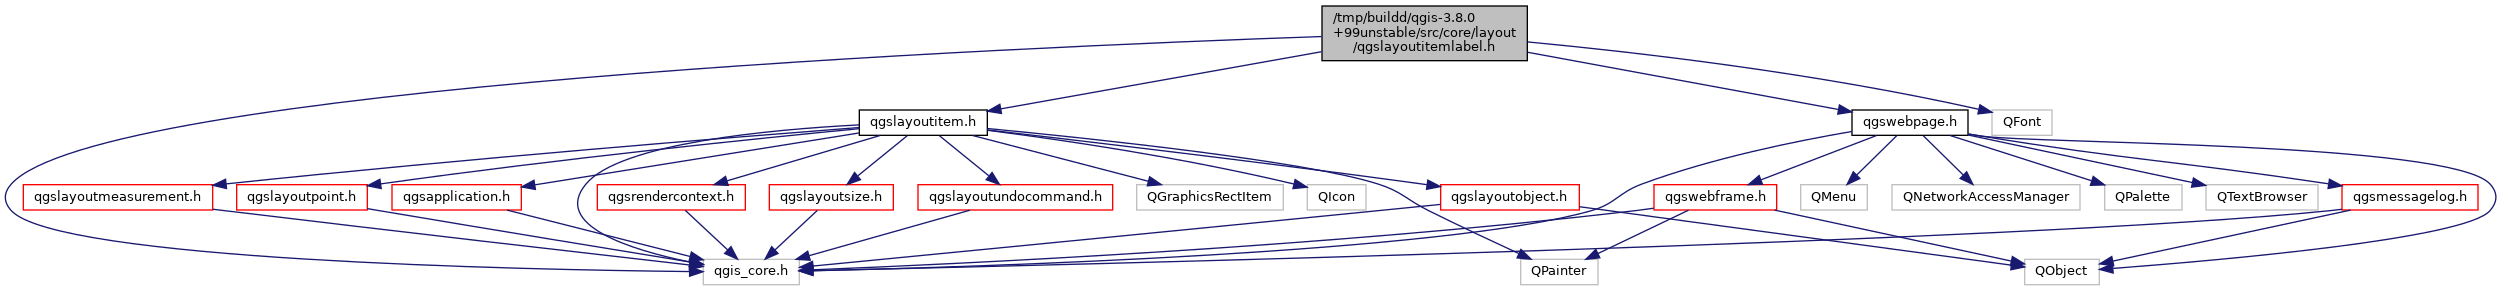 /tmp/buildd/qgis-3.8.0
+99unstable/src/core/layout
/qgslayoutitemlabel.h
qgslayoutitem.h
qgswebpage.h
QFont
qgslayoutmeasurement.h
qgslayoutpoint.h
qgsapplication.h
qgsrendercontext.h
qgslayoutsize.h
qgslayoutundocommand.h
QGraphicsRectItem
QIcon
qgslayoutobject.h
qgswebframe.h
QMenu
QNetworkAccessManager
QPalette
QTextBrowser
qgsmessagelog.h
qgis_core.h
QPainter
QObject